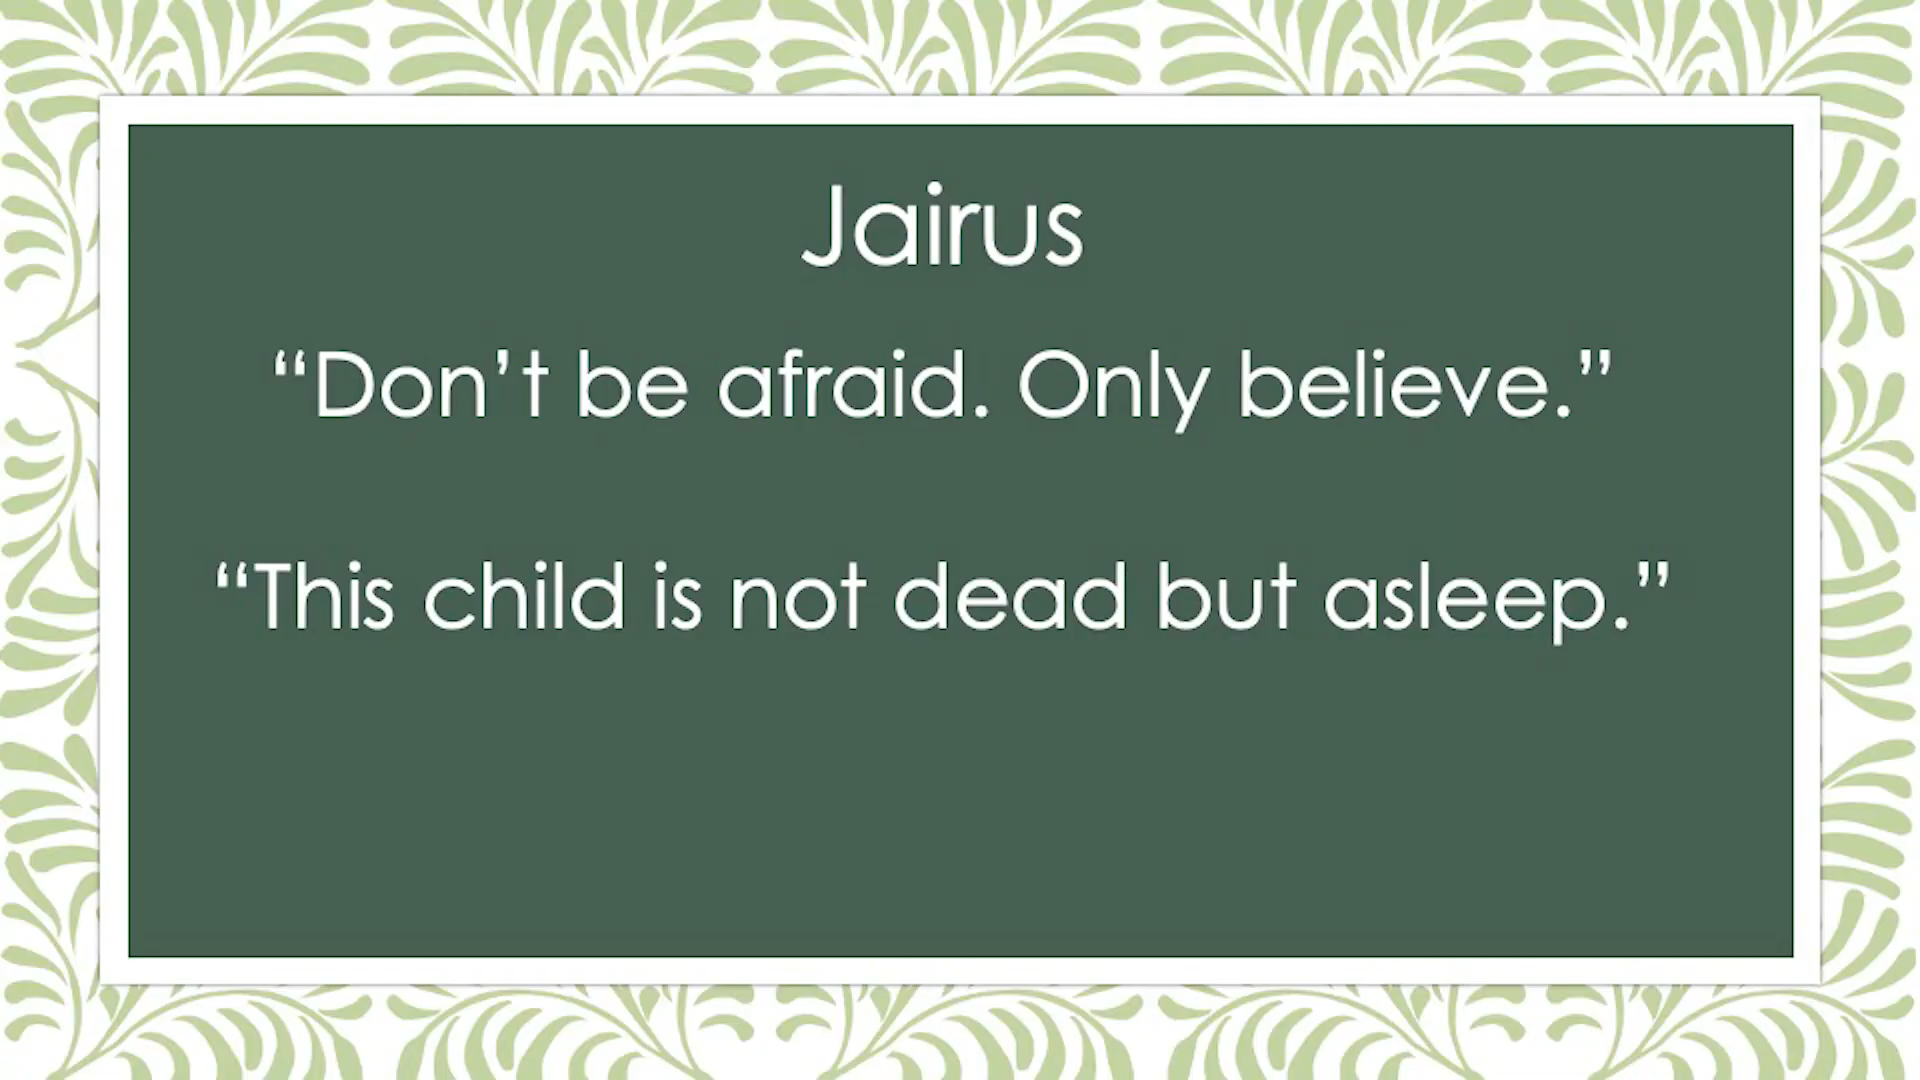 Jairus
“Don’t be afraid. Only believe.”
“This child is not dead but asleep.”